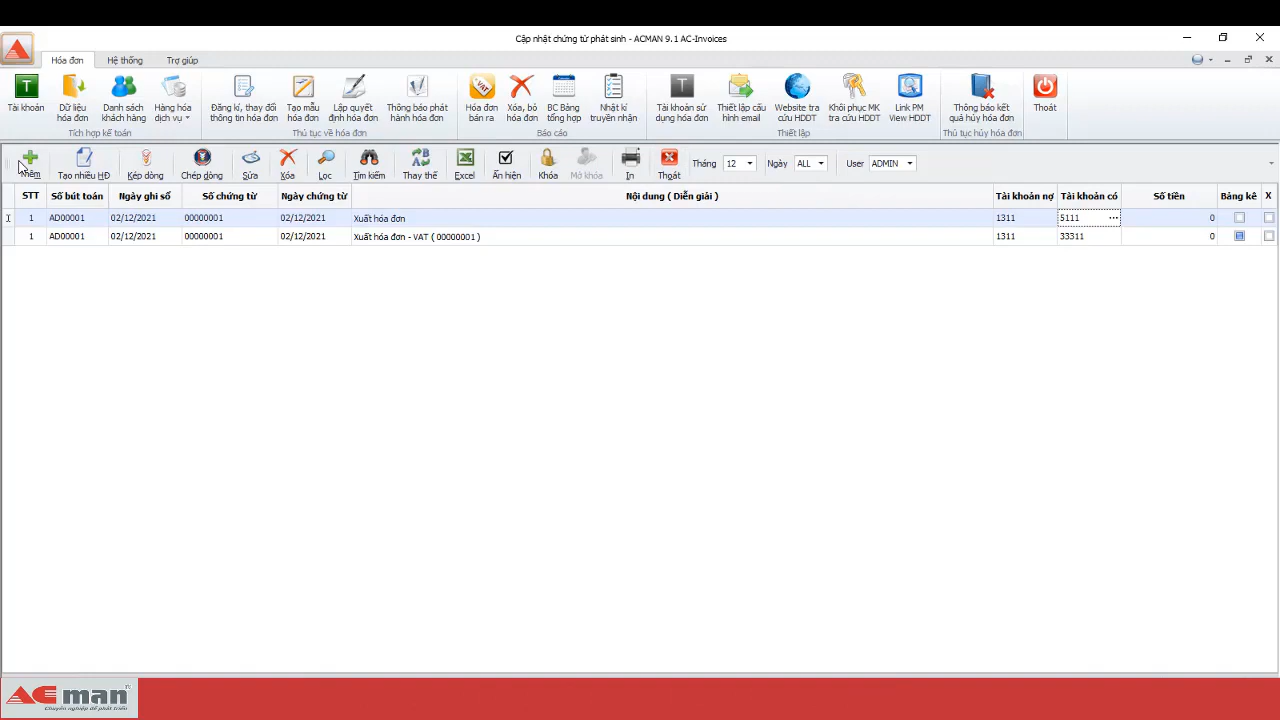 Cập nhật chứng từ phát sinh - ACMAN 9.1 AC-Invoices
Hóa đơn Hệ thống Trợ giúp
Tài khoản
Dữ liệu hóa đơn
Danh sách khách hàng
Hàng hóa dịch vụ
Đăng kí, thay đổi thông tin hóa đơn
Tạo mẫu hóa đơn
Lập quyết định hóa đơn
Thông báo phát hành hóa đơn
Hóa đơn bán ra
Xóa, bỏ hóa đơn
BC Bảng tổng hợp
Nhật kí truyền nhận
Tài khoản sử dụng hóa đơn
Thiết lập cấu hình email
Website tra cứu HDDT
Khôi phục MK tra cứu HDDT
Link PM View HDDT
Thông báo kết quả hủy hóa đơn
Thoát
Tích hợp kế toán Thủ tục về hóa đơn Báo cáo Thiết lập Thủ tục hủy hóa đơn
Thêm Tạo nhiều HĐ Kép dòng Chép dòng Sửa Xóa Lọc Tìm kiếm Thay thế Excel Ẩn hiện Khóa Mở khóa In Thoát Tháng 12 Ngày ALL User ADMIN
STT Số bút toán Ngày ghi sổ Số chứng từ Ngày chứng từ Nội dung ( Diễn giải ) Tài khoản nợ Tài khoản có Số tiền Bảng kê X
1 AD00001 02/12/2021 00000001 02/12/2021 Xuất hóa đơn 1311 5111 ... 0
1 AD00001 02/12/2021 00000001 02/12/2021 Xuất hóa đơn - VAT ( 00000001 ) 1311 33311 0
ACman
Chuyên nghiệp để phát triển